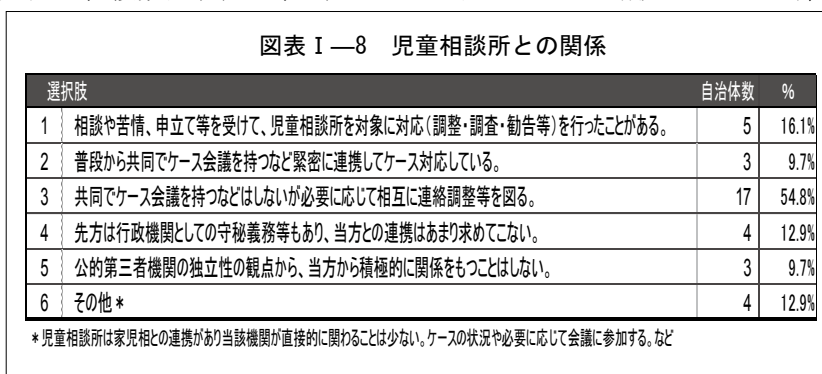 図表Ⅰ―8 児童相談所との関係
選択肢 自治体数 %
1 相談や苦情、申立て等を受けて、児童相談所を対象に対応(調整・調査・勧告等)を行ったことがある。 5 16.1%
2 普段から共同でケース会議を持つなど緊密に連携してケース対応している。 3 9.7%
3 共同でケース会議を持つなどはしないが必要に応じて相互に連絡調整等を図る。 17 54.8%
4 先方は行政機関としての守秘義務等もあり、当方との連携はあまり求めてこない。 4 12.9%
5 公的第三者機関の独立性の観点から、当方から積極的に関係をもつことはしない。 3 9.7%
6 その他* 4 12.9%
*児童相談所は家児相との連携があり当該機関が直接的に関わることは少ない。ケースの状況や必要に応じて会議に参加する。など